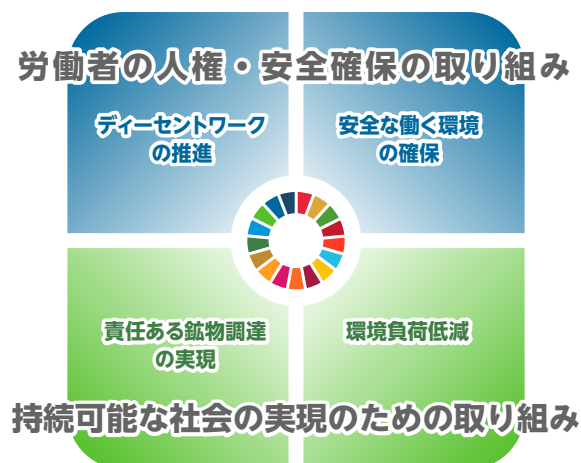 労働者の人権・安全確保の取り組み
ディーセントワーク
の推進
安全な働く環境
の確保
責任ある鉱物調達
の実現
環境負荷低減
持続可能な社会の実現のための取り組み